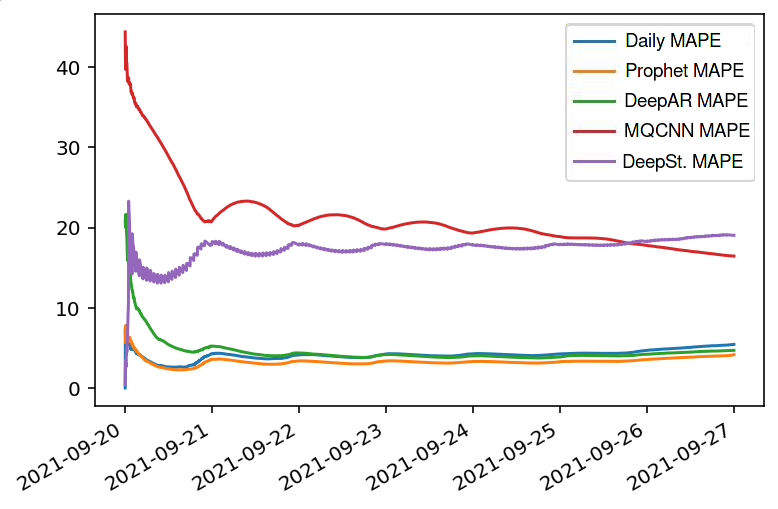 Daily MAPE
Prophet MAPE
DeepAR MAPE
MQCNN MAPE
DeepSt. MAPE
40
30
20
10
0
2021-09-20
2021-09-21
2021-09-22
2021-09-23
2021-09-24
2021-09-25
2021-09-26
2021-09-27